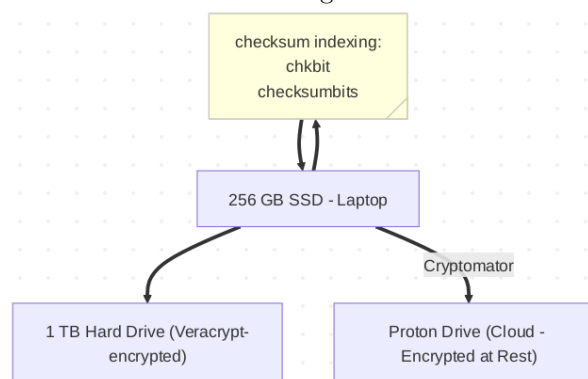 checksum indexing:
chkbit
checksumbits
256 GB SSD - Laptop
Cryptomator
1 TB Hard Drive (Veracrypt-
encrypted)
Proton Drive (Cloud -
Encrypted at Rest)